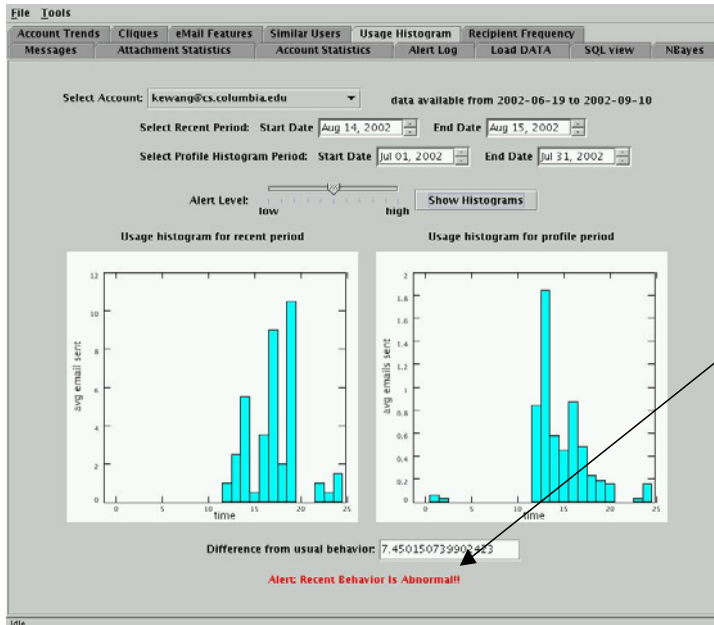 File Tools
Account Trends Cliques eMail Features Similar Users Usage Histogram Recipient Frequency
Messages Attachment Statistics Account Statistics Alert Log Load DATA SQL view NBayes
Select Account: kewang@cs.columbia.edu data available from 2002-06-19 to 2002-09-10
Select Recent Period: Start Date Aug 14, 2002 End Date Aug 15, 2002
Select Profile Histogram Period: Start Date Jul 01, 2002 End Date Jul 31, 2002
Alert Level: low high Show Histograms
Usage histogram for recent period
12
10
8
6
4
2
0
avg email sent
0 5 10 15 20 25
time
Usage histogram for profile period
2
1.8
1.6
1.4
1.2
1
0.8
0.6
0.4
0.2
0
avg emails sent
0 5 10 15 20 25
time
Difference from usual behavior: 7.450150739902423
Alert: Recent Behavior Is Abnormal!!
Idle